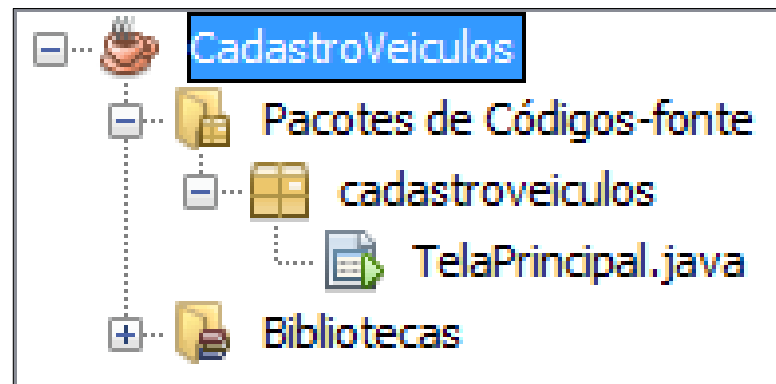 CadastroVeiculos
Pacotes de Códigos-fonte
cadastroveiculos
TelaPrincipal.java
Bibliotecas